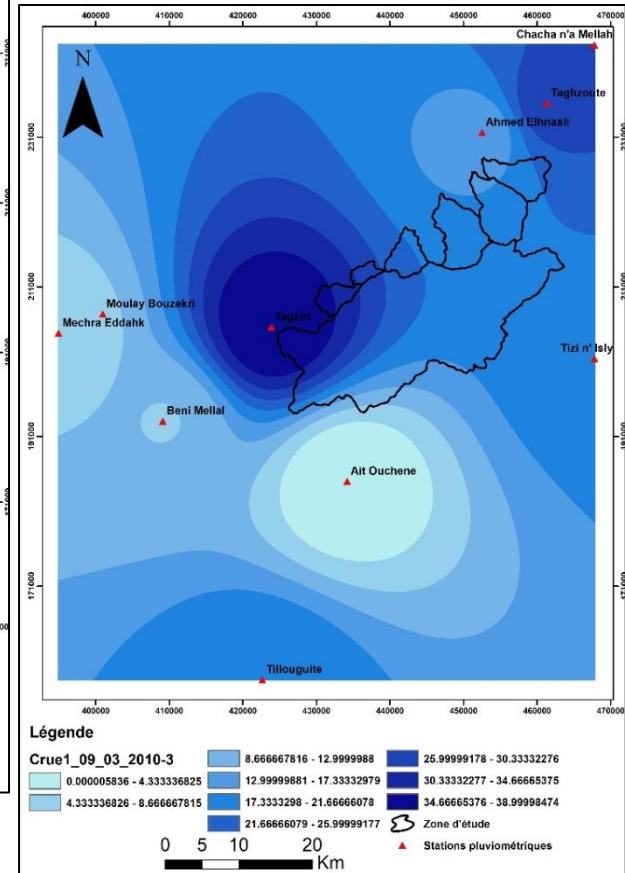 400000 410000 420000 430000 440000 450000 460000 470000
Chacha n'a Mellah
N
Taghzoute
Ahmed Elhnasli
231000
231000
211000
211000
Moulay Bouzekri
Mechra Eddahk
Tagzirt
Tizi n' Isly
Beni Mellal
191000
191000
Ait Ouchene
171000
171000
Tillouguite
400000 410000 420000 430000 440000 450000 460000 470000
Légende
Crue1_09_03_2010-3
0.000005836 - 4.333336825
4.333336826 - 8.666667815
8.666667816 - 12.9999988
12.99999881 - 17.33332979
17.3333298 - 21.66666078
21.66666079 - 25.99999177
25.99999178 - 30.33332276
30.33332277 - 34.66665375
34.66665376 - 38.99998474
Zone d'étude
Stations pluviométriques
0 5 10 20
Km